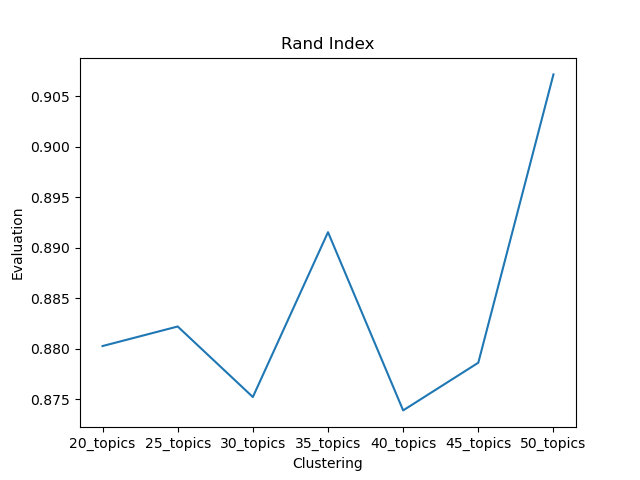 Rand Index
Evaluation
0.905
0.900
0.895
0.890
0.885
0.880
0.875
20_topics 25_topics 30_topics 35_topics 40_topics 45_topics 50_topics
Clustering